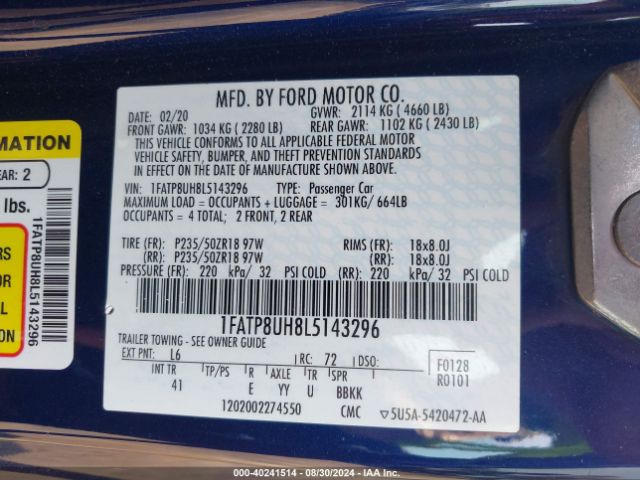 MFD. BY FORD MOTOR CO.
DATE: 02/20 GVWR: 2114 KG ( 4660 LB)
FRONT GAWR: 1034 KG ( 2280 LB) REAR GAWR: 1102 KG ( 2430 LB)
THIS VEHICLE CONFORMS TO ALL APPLICABLE FEDERAL MOTOR
VEHICLE SAFETY, BUMPER, AND THEFT PREVENTION STANDARDS
IN EFFECT ON THE DATE OF MANUFACTURE SHOWN ABOVE.
VIN: 1FATP8UH8L5143296 TYPE: Passenger Car
MAXIMUM LOAD = OCCUPANTS + LUGGAGE = 301KG/ 664LB
OCCUPANTS = 4 TOTAL; 2 FRONT, 2 REAR
TIRE (FR): P235/50ZR18 97W RIMS (FR): 18x8.0J
(RR): P235/50ZR18 97W (RR): 18x8.0J
PRESSURE (FR): 220 kPa/ 32 PSI COLD (RR): 220 kPa/ 32 PSI COLD
1FATP8UH8L5143296
TRAILER TOWING - SEE OWNER GUIDE
EXT PNT: L6 RC: 72 DSO: F0128
INT TR TP/PS R AXLE TR SPR R0101
41 E YY U BBKK
1202002274550 CMC 5U5A-5420472-AA
MATION
EAR: 2
lbs.
RS
OR
L
ON
1FATP8UH8L5143296
000-40241514 - 08/30/2024 - IAA Inc.